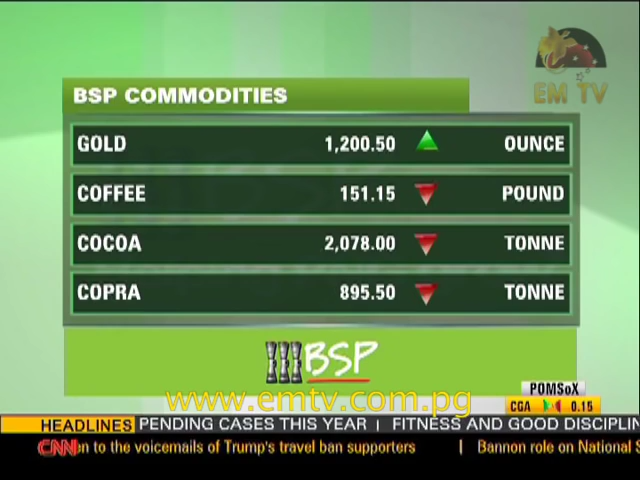 EM TV
BSP COMMODITIES
GOLD 1,200.50 OUNCE
COFFEE 151.15 POUND
COCOA 2,078.00 TONNE
COPRA 895.50 TONNE
BSP
www.emtv.com.pg
POMSoX
CGA 0.15
HEADLINES PENDING CASES THIS YEAR | FITNESS AND GOOD DISCIPLIN
CNN en to the voicemails of Trump's travel ban supporters | Bannon role on National S